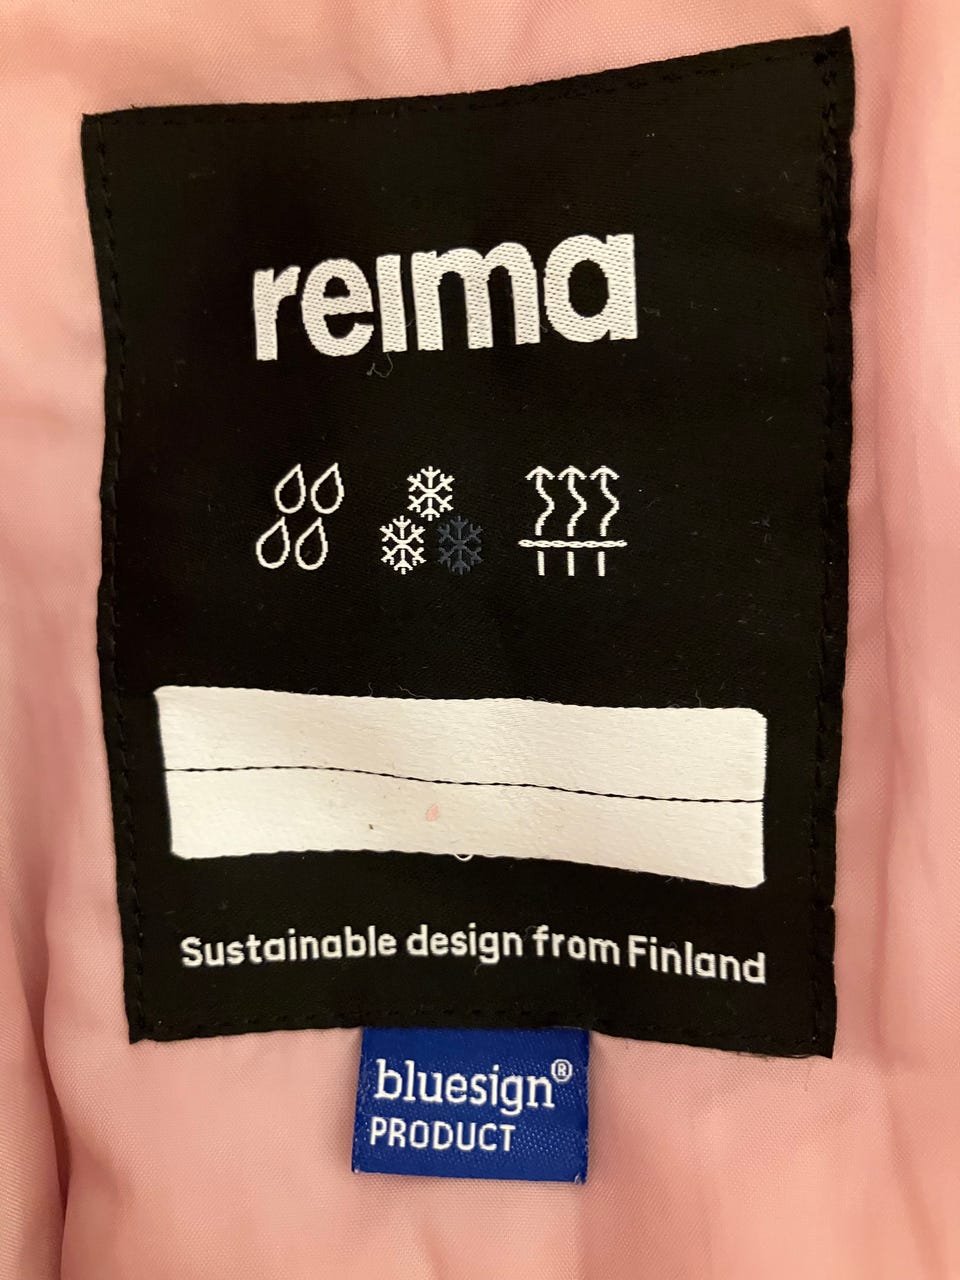 reima
Sustainable design from Finland
bluesign®
PRODUCT